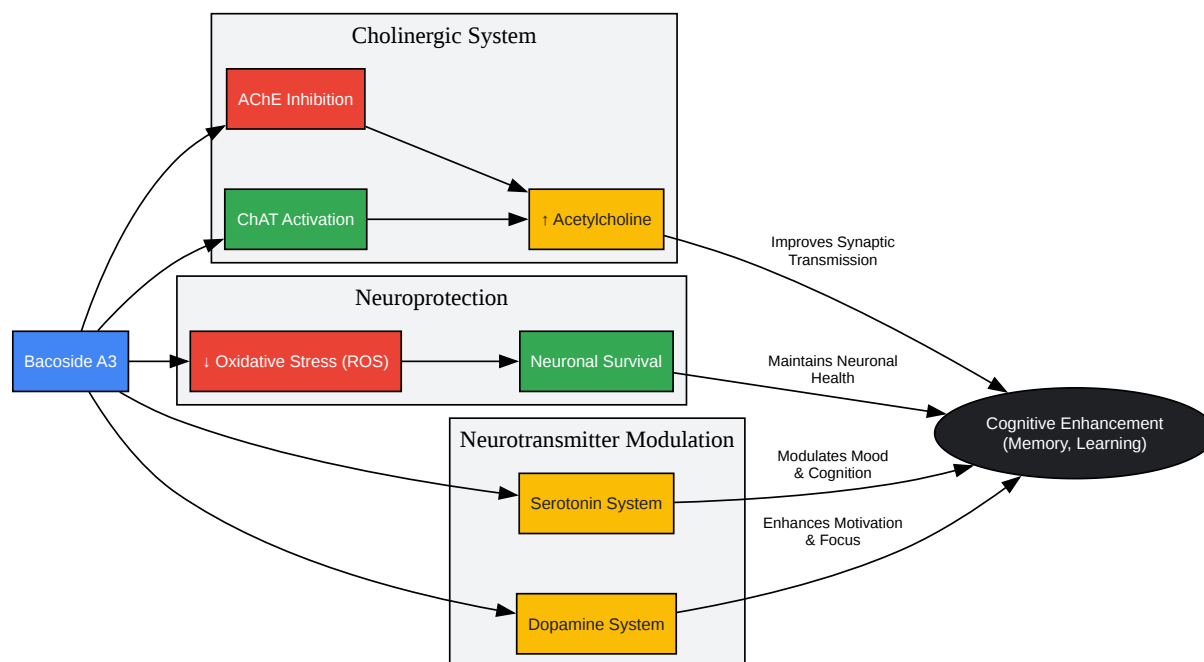 Cholinergic System
AChE Inhibition
ChAT Activation
↑ Acetylcholine
Improves Synaptic
Transmission
Neuroprotection
Bacoside A3
↓ Oxidative Stress (ROS)
Neuronal Survival
Maintains Neuronal
Health
Cognitive Enhancement
(Memory, Learning)
Neurotransmitter Modulation
Serotonin System
Modulates Mood
& Cognition
Enhances Motivation
& Focus
Dopamine System